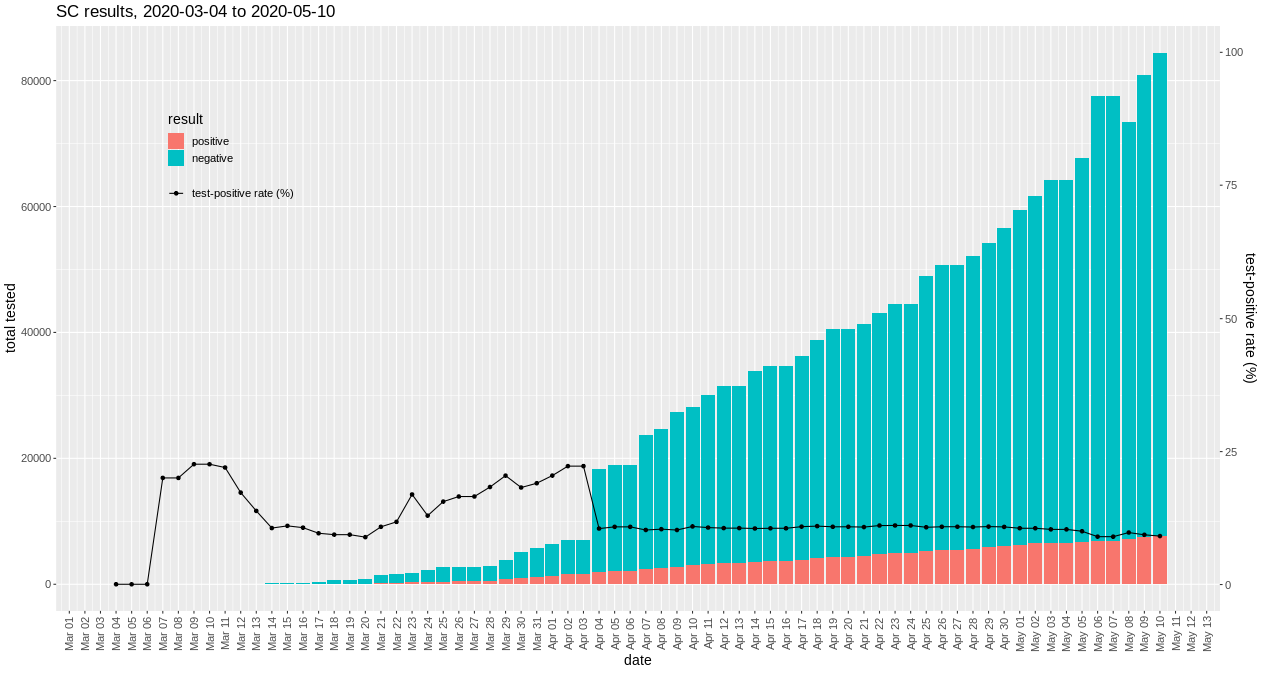 SC results, 2020-03-04 to 2020-05-10
total tested
80000
60000
40000
20000
0
result
positive
negative
test-positive rate (%)
100
75
50
25
0
test-positive rate (%)
Mar 01
Mar 02
Mar 03
Mar 04
Mar 05
Mar 06
Mar 07
Mar 08
Mar 09
Mar 10
Mar 11
Mar 12
Mar 13
Mar 14
Mar 15
Mar 16
Mar 17
Mar 18
Mar 19
Mar 20
Mar 21
Mar 22
Mar 23
Mar 24
Mar 25
Mar 26
Mar 27
Mar 28
Mar 29
Mar 30
Mar 31
Apr 01
Apr 02
Apr 03
Apr 04
Apr 05
Apr 06
Apr 07
Apr 08
Apr 09
Apr 10
Apr 11
Apr 12
Apr 13
Apr 14
Apr 15
Apr 16
Apr 17
Apr 18
Apr 19
Apr 20
Apr 21
Apr 22
Apr 23
Apr 24
Apr 25
Apr 26
Apr 27
Apr 28
Apr 29
Apr 30
May 01
May 02
May 03
May 04
May 05
May 06
May 07
May 08
May 09
May 10
May 11
May 12
May 13
date